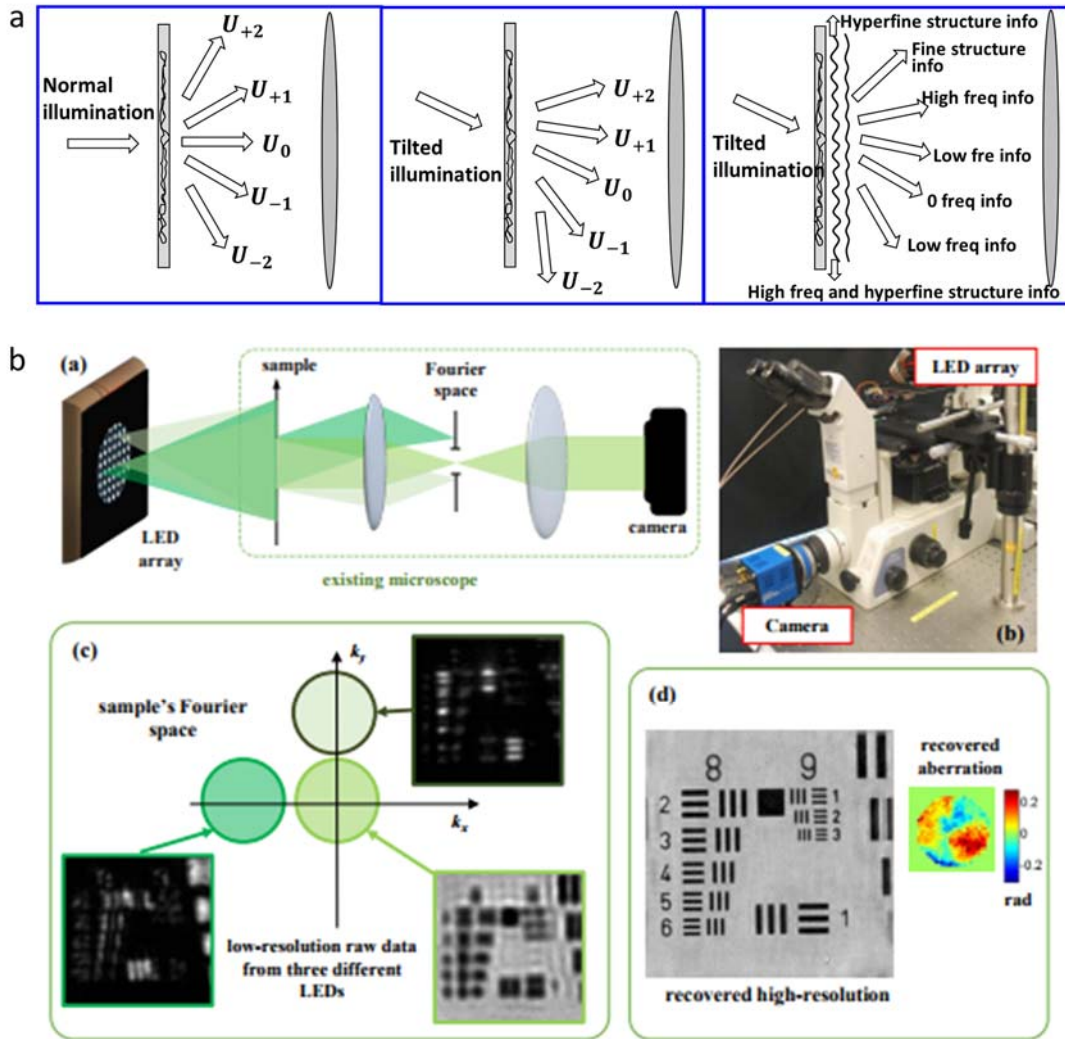 a
Normal
illumination
U+2
U+1
U0
U−1
U−2
Tilted
illumination
U+2
U+1
U0
U−1
U−2
Tilted
illumination
Hyperfine structure info
Fine structure
info
High freq info
Low fre info
0 freq info
Low freq info
High freq and hyperfine structure info
b
(a)
sample
Fourier
space
LED
array
camera
existing microscope
LED array
Camera
(b)
(c)
sample's Fourier
space
ky
kx
low-resolution raw data
from three different
LEDs
(d)
8
9
2
3
4
5
6
1
2
3
1
recovered high-resolution
recovered
aberration
0.2
0
-0.2
rad